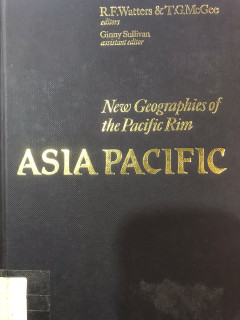 R.F.Watters & T.G.McGee
editors
Ginny Sullivan
assistant editor
New Geographies of
the Pacific Rim
ASIA PACIFIC